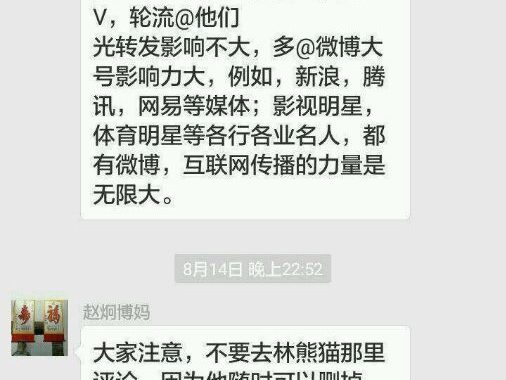 V，轮流@他们
光转发影响不大，多@微博大
号影响力大，例如，新浪，腾
讯，网易等媒体；影视明星，
体育明星等各行各业名人，都
有微博，互联网传播的力量是
无限大。
8月14日 晚上22:52
寿 福
赵炯博妈
大家注意，不要去林熊猫那里
评论，因为他随时可以删掉